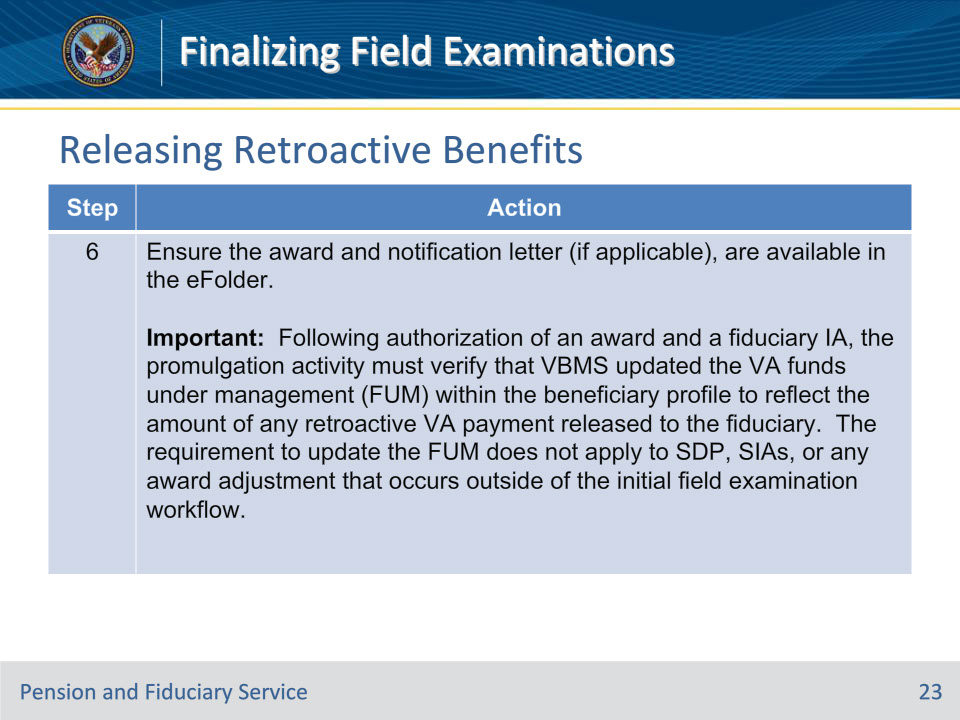 Finalizing Field Examinations
Releasing Retroactive Benefits
Step Action
6 Ensure the award and notification letter (if applicable), are available in
the eFolder.
Important:  Following authorization of an award and a fiduciary IA, the
promulgation activity must verify that VBMS updated the VA funds
under management (FUM) within the beneficiary profile to reflect the
amount of any retroactive VA payment released to the fiduciary.  The
requirement to update the FUM does not apply to SDP, SIAs, or any
award adjustment that occurs outside of the initial field examination
workflow.
Pension and Fiduciary Service 23